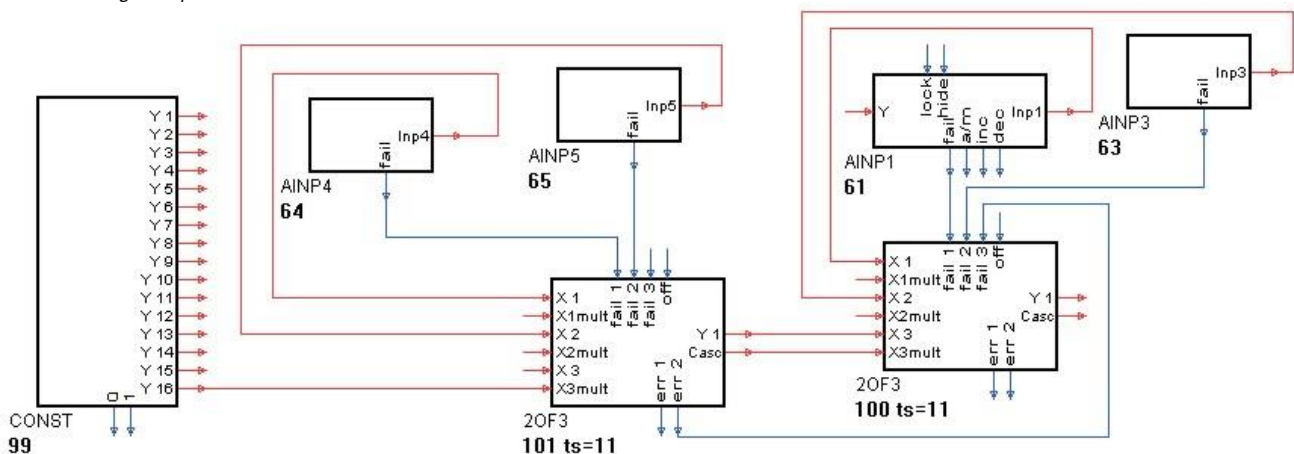 Y 1
Y 2
Y 3
Y 4
Y 5
Y 6
Y 7
Y 8
Y 9
Y 10
Y 11
Y 12
Y 13
Y 14
Y 15
Y 16
0
1
CONST
99
Inp4
fail
AINP4
64
Inp5
fail
AINP5
65
X 1
X1mult
X 2
X2mult
X 3
X3mult
fail 1
fail 2
fail 3
off
Y 1
Casc
err 1
err 2
2OF3
101 ts=11
Y
lock
hide
Inp1
fail
a/m
inc
dec
AINP1
61
Inp3
fail
AINP3
63
X 1
X1mult
X 2
X2mult
X 3
X3mult
fail 1
fail 2
fail 3
off
Y 1
Casc
err 1
err 2
2OF3
100 ts=11